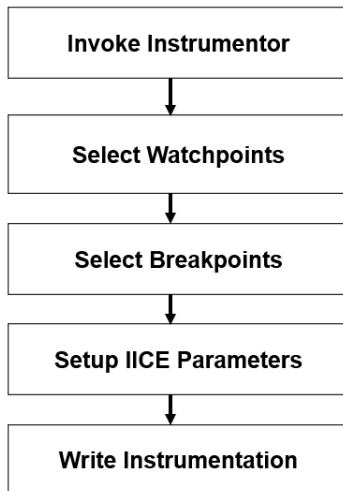 Invoke Instrumentor
Select Watchpoints
Select Breakpoints
Setup IICE Parameters
Write Instrumentation